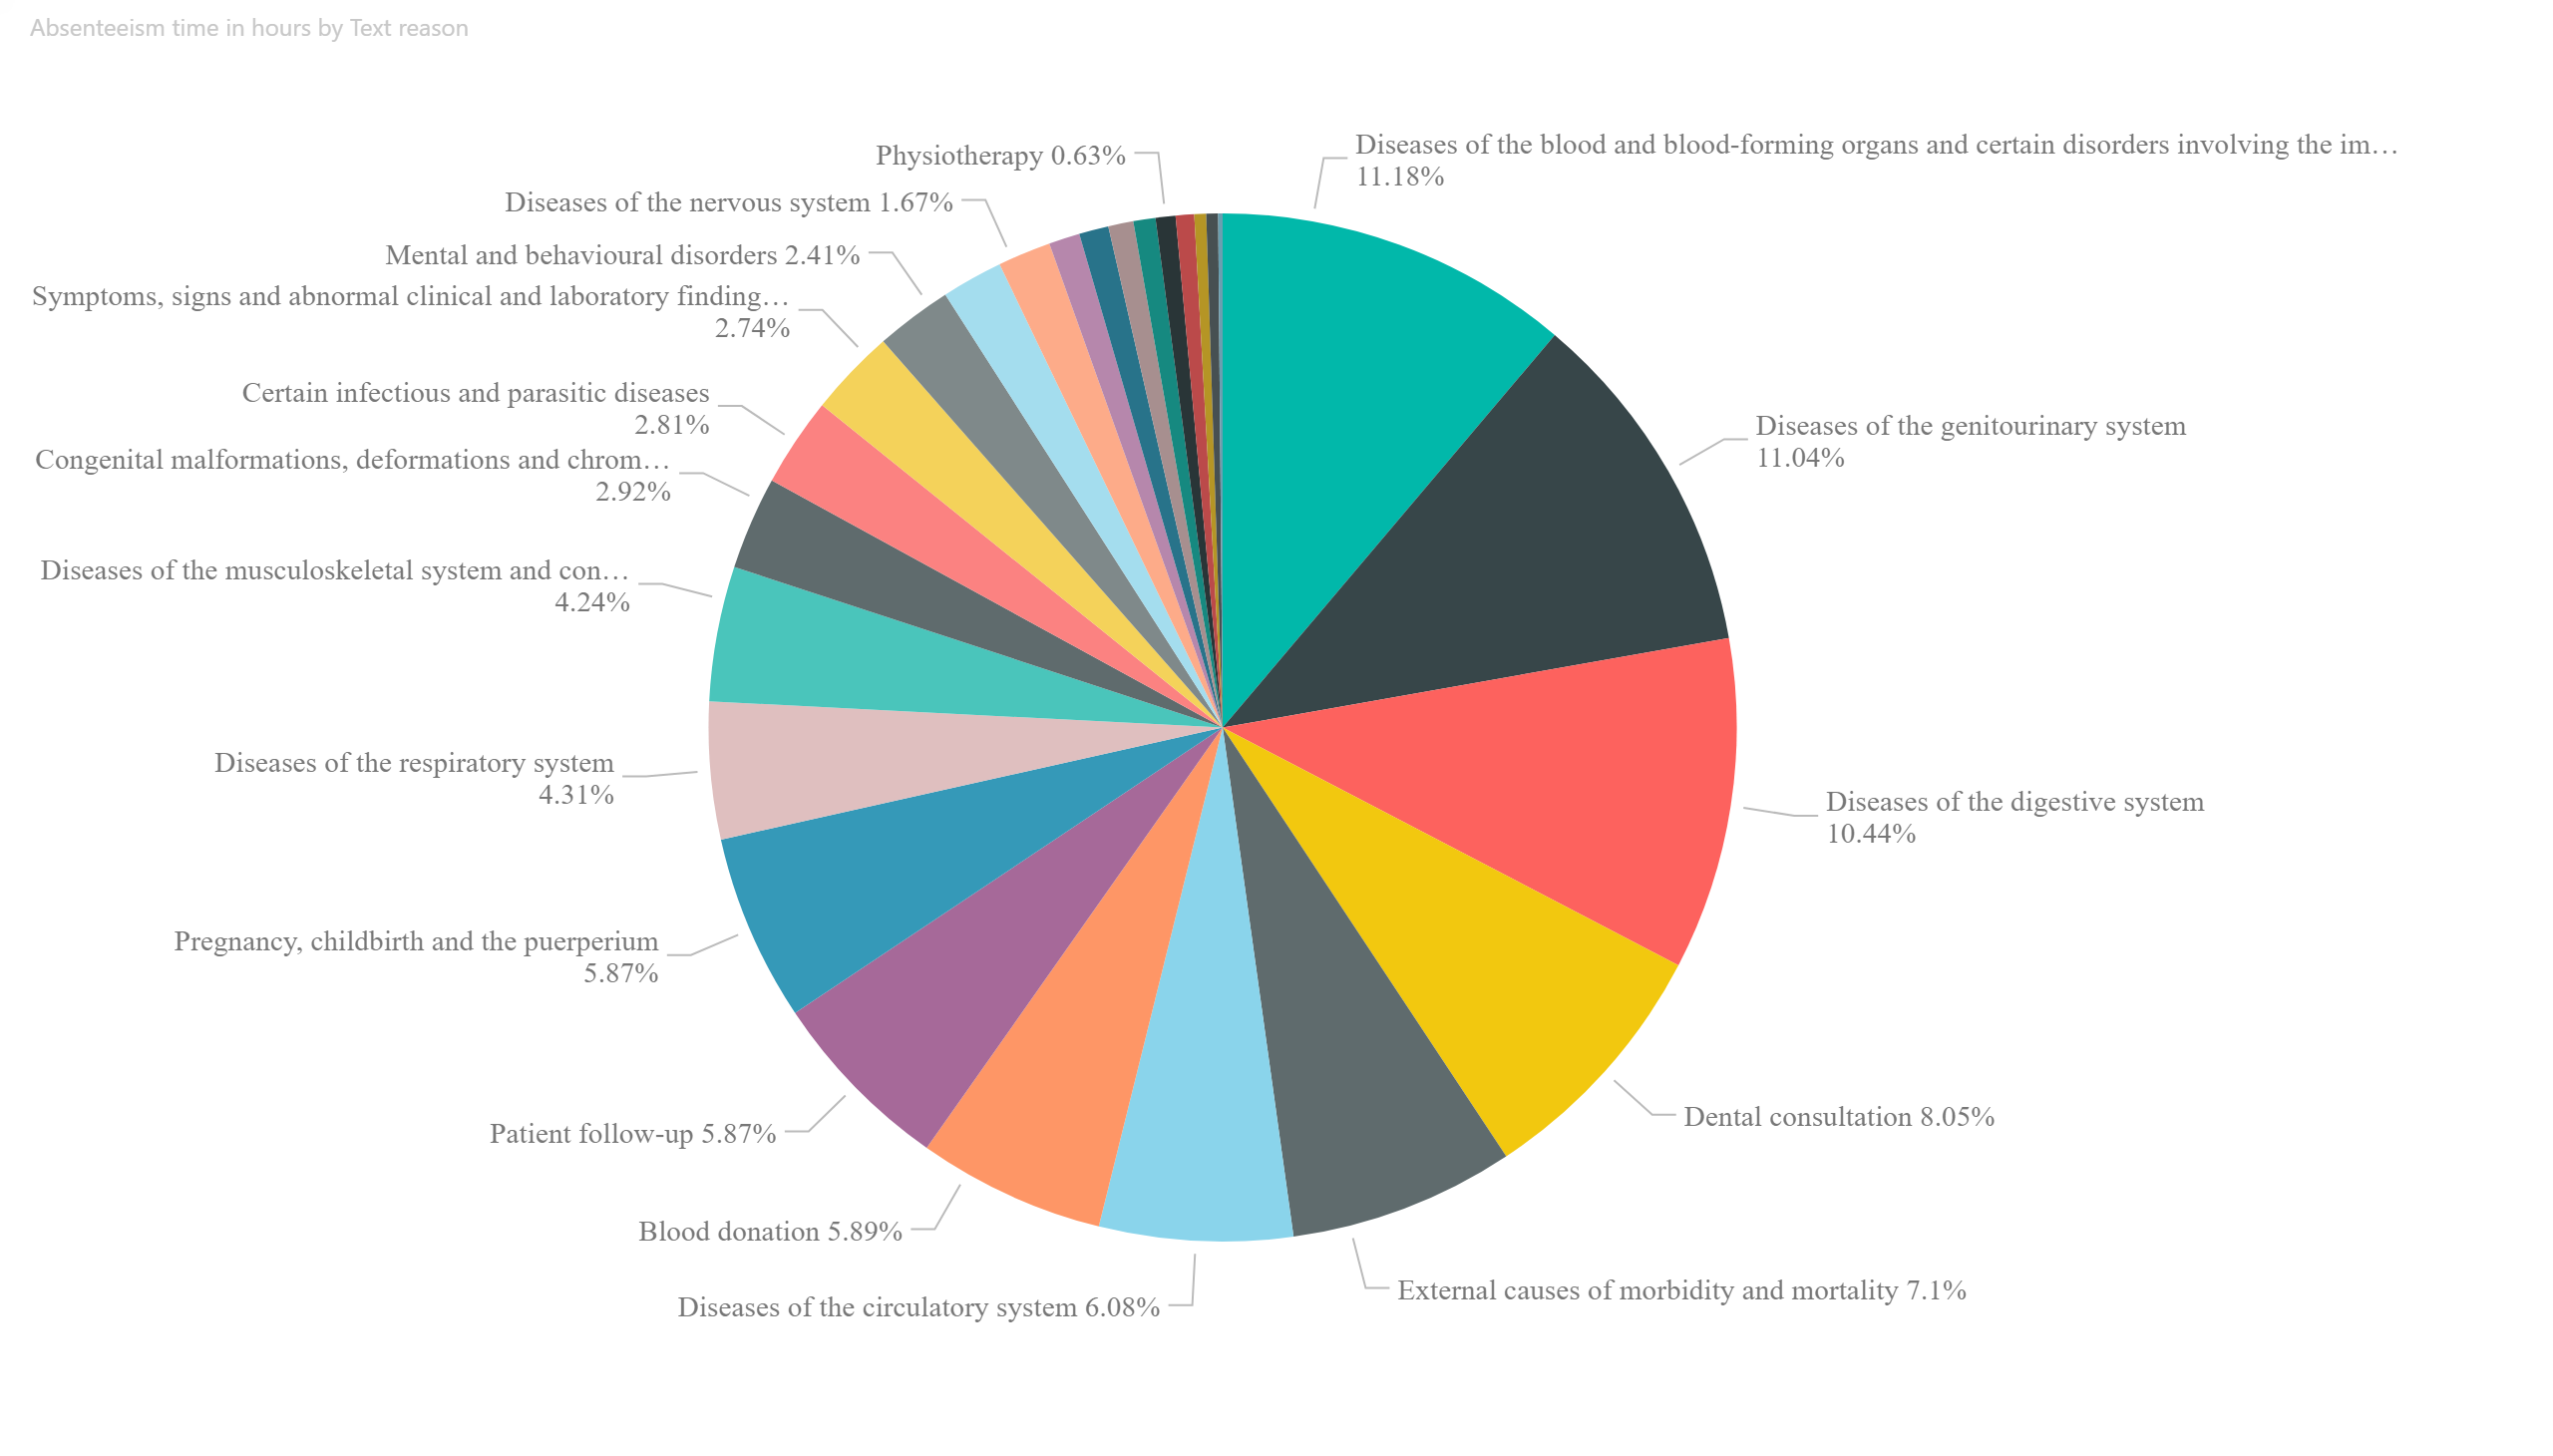 Absenteeism time in hours by Text reason
Diseases of the blood and blood-forming organs and certain disorders involving the im…
11.18%
Diseases of the genitourinary system
11.04%
Diseases of the digestive system
10.44%
Dental consultation 8.05%
External causes of morbidity and mortality 7.1%
Diseases of the circulatory system 6.08%
Blood donation 5.89%
Patient follow-up 5.87%
Pregnancy, childbirth and the puerperium
5.87%
Diseases of the respiratory system
4.31%
Diseases of the musculoskeletal system and con…
4.24%
Congenital malformations, deformations and chrom…
2.92%
Certain infectious and parasitic diseases
2.81%
Symptoms, signs and abnormal clinical and laboratory finding…
2.74%
Mental and behavioural disorders 2.41%
Diseases of the nervous system 1.67%
Physiotherapy 0.63%